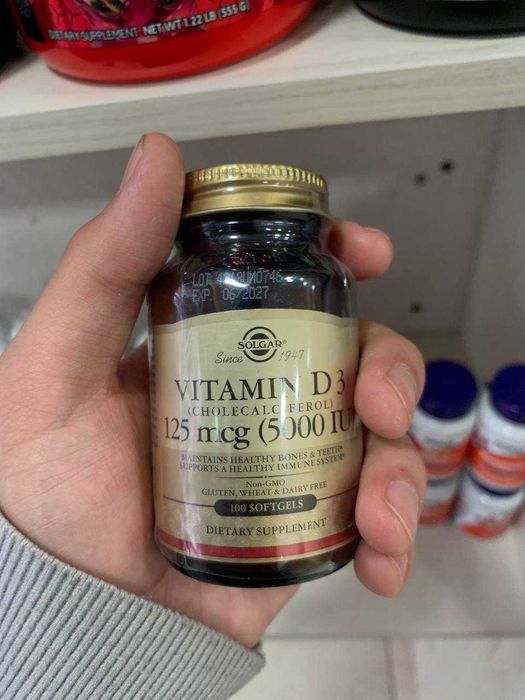 DIETARY SUPPLEMENT NET WT 1.22 LB (555 G)
EXP. 06/2027
SOLGAR®
Since 1947
VITAMIN D3
(CHOLECALCIFEROL)
125 mcg (5000 IU)
MAINTAINS HEALTHY BONES & TEETH*
SUPPORTS A HEALTHY IMMUNE SYSTEM*
NON-GMO
GLUTEN, WHEAT & DAIRY FREE
100 SOFTGELS
DIETARY SUPPLEMENT